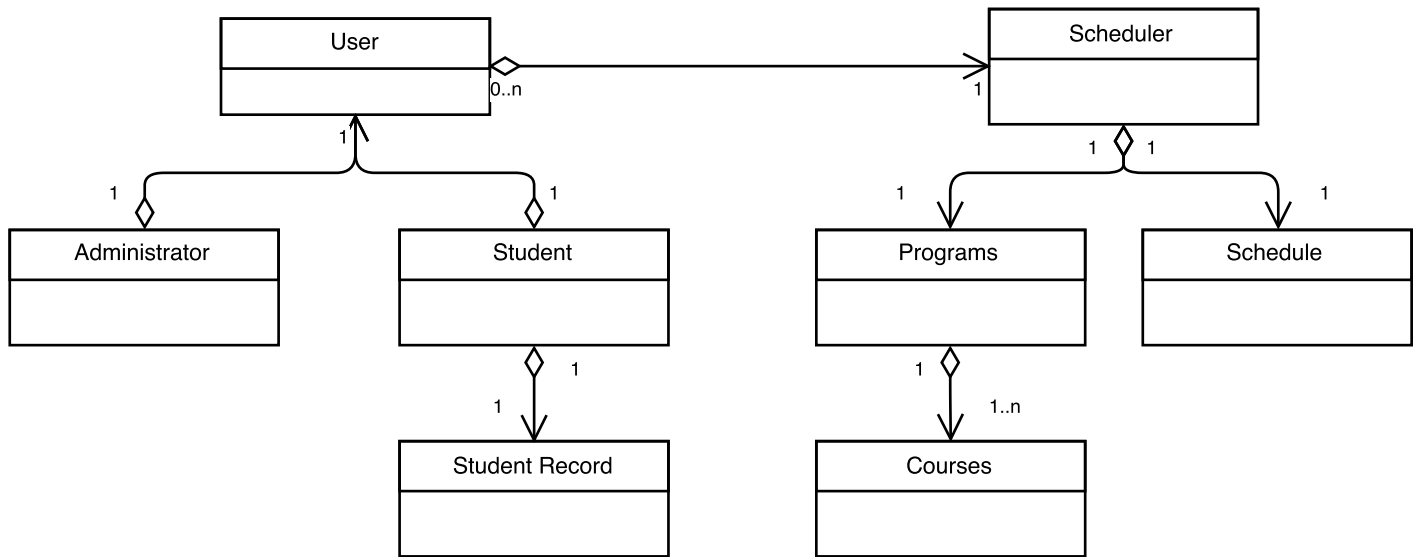 User
Scheduler
0..n
1
1
1
1
1
1
1
1
Administrator
Student
Programs
Schedule
1
1
1
1..n
Student Record
Courses